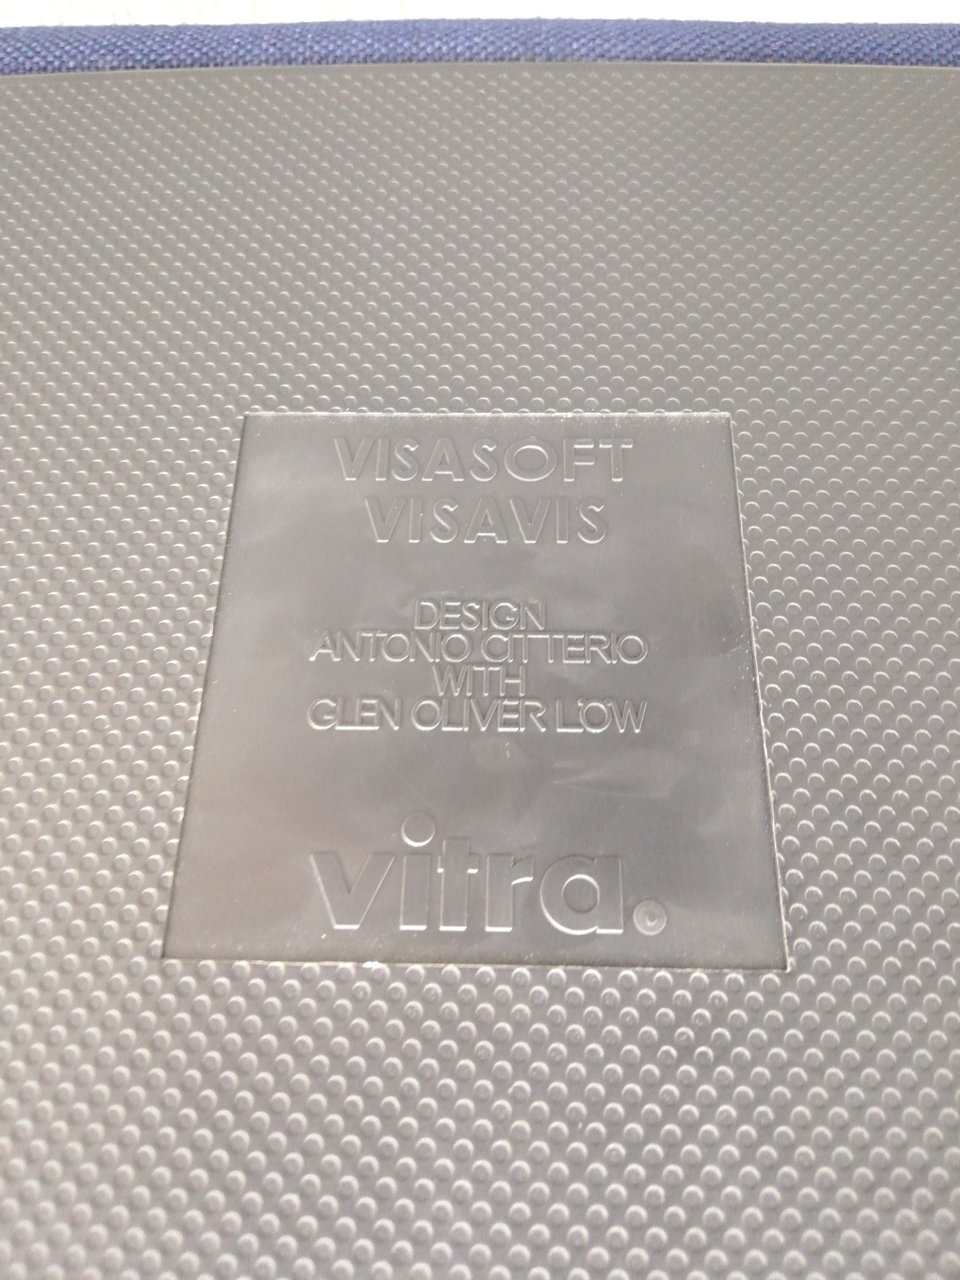 VISASOFT
VISAVIS
DESIGN
ANTONIO CITTERIO
WITH
GLEN OLIVER LÖW
vitra.